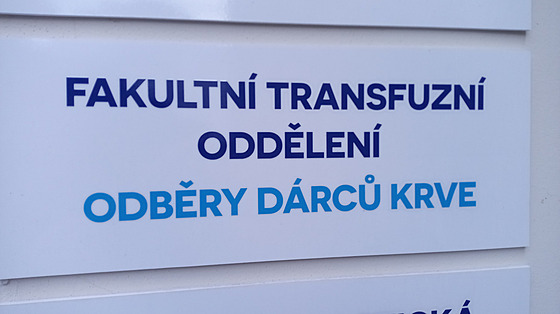 FAKULTNÍ TRANSFUZNÍ
ODDĚLENÍ
ODBĚRY DÁRCŮ KRVE